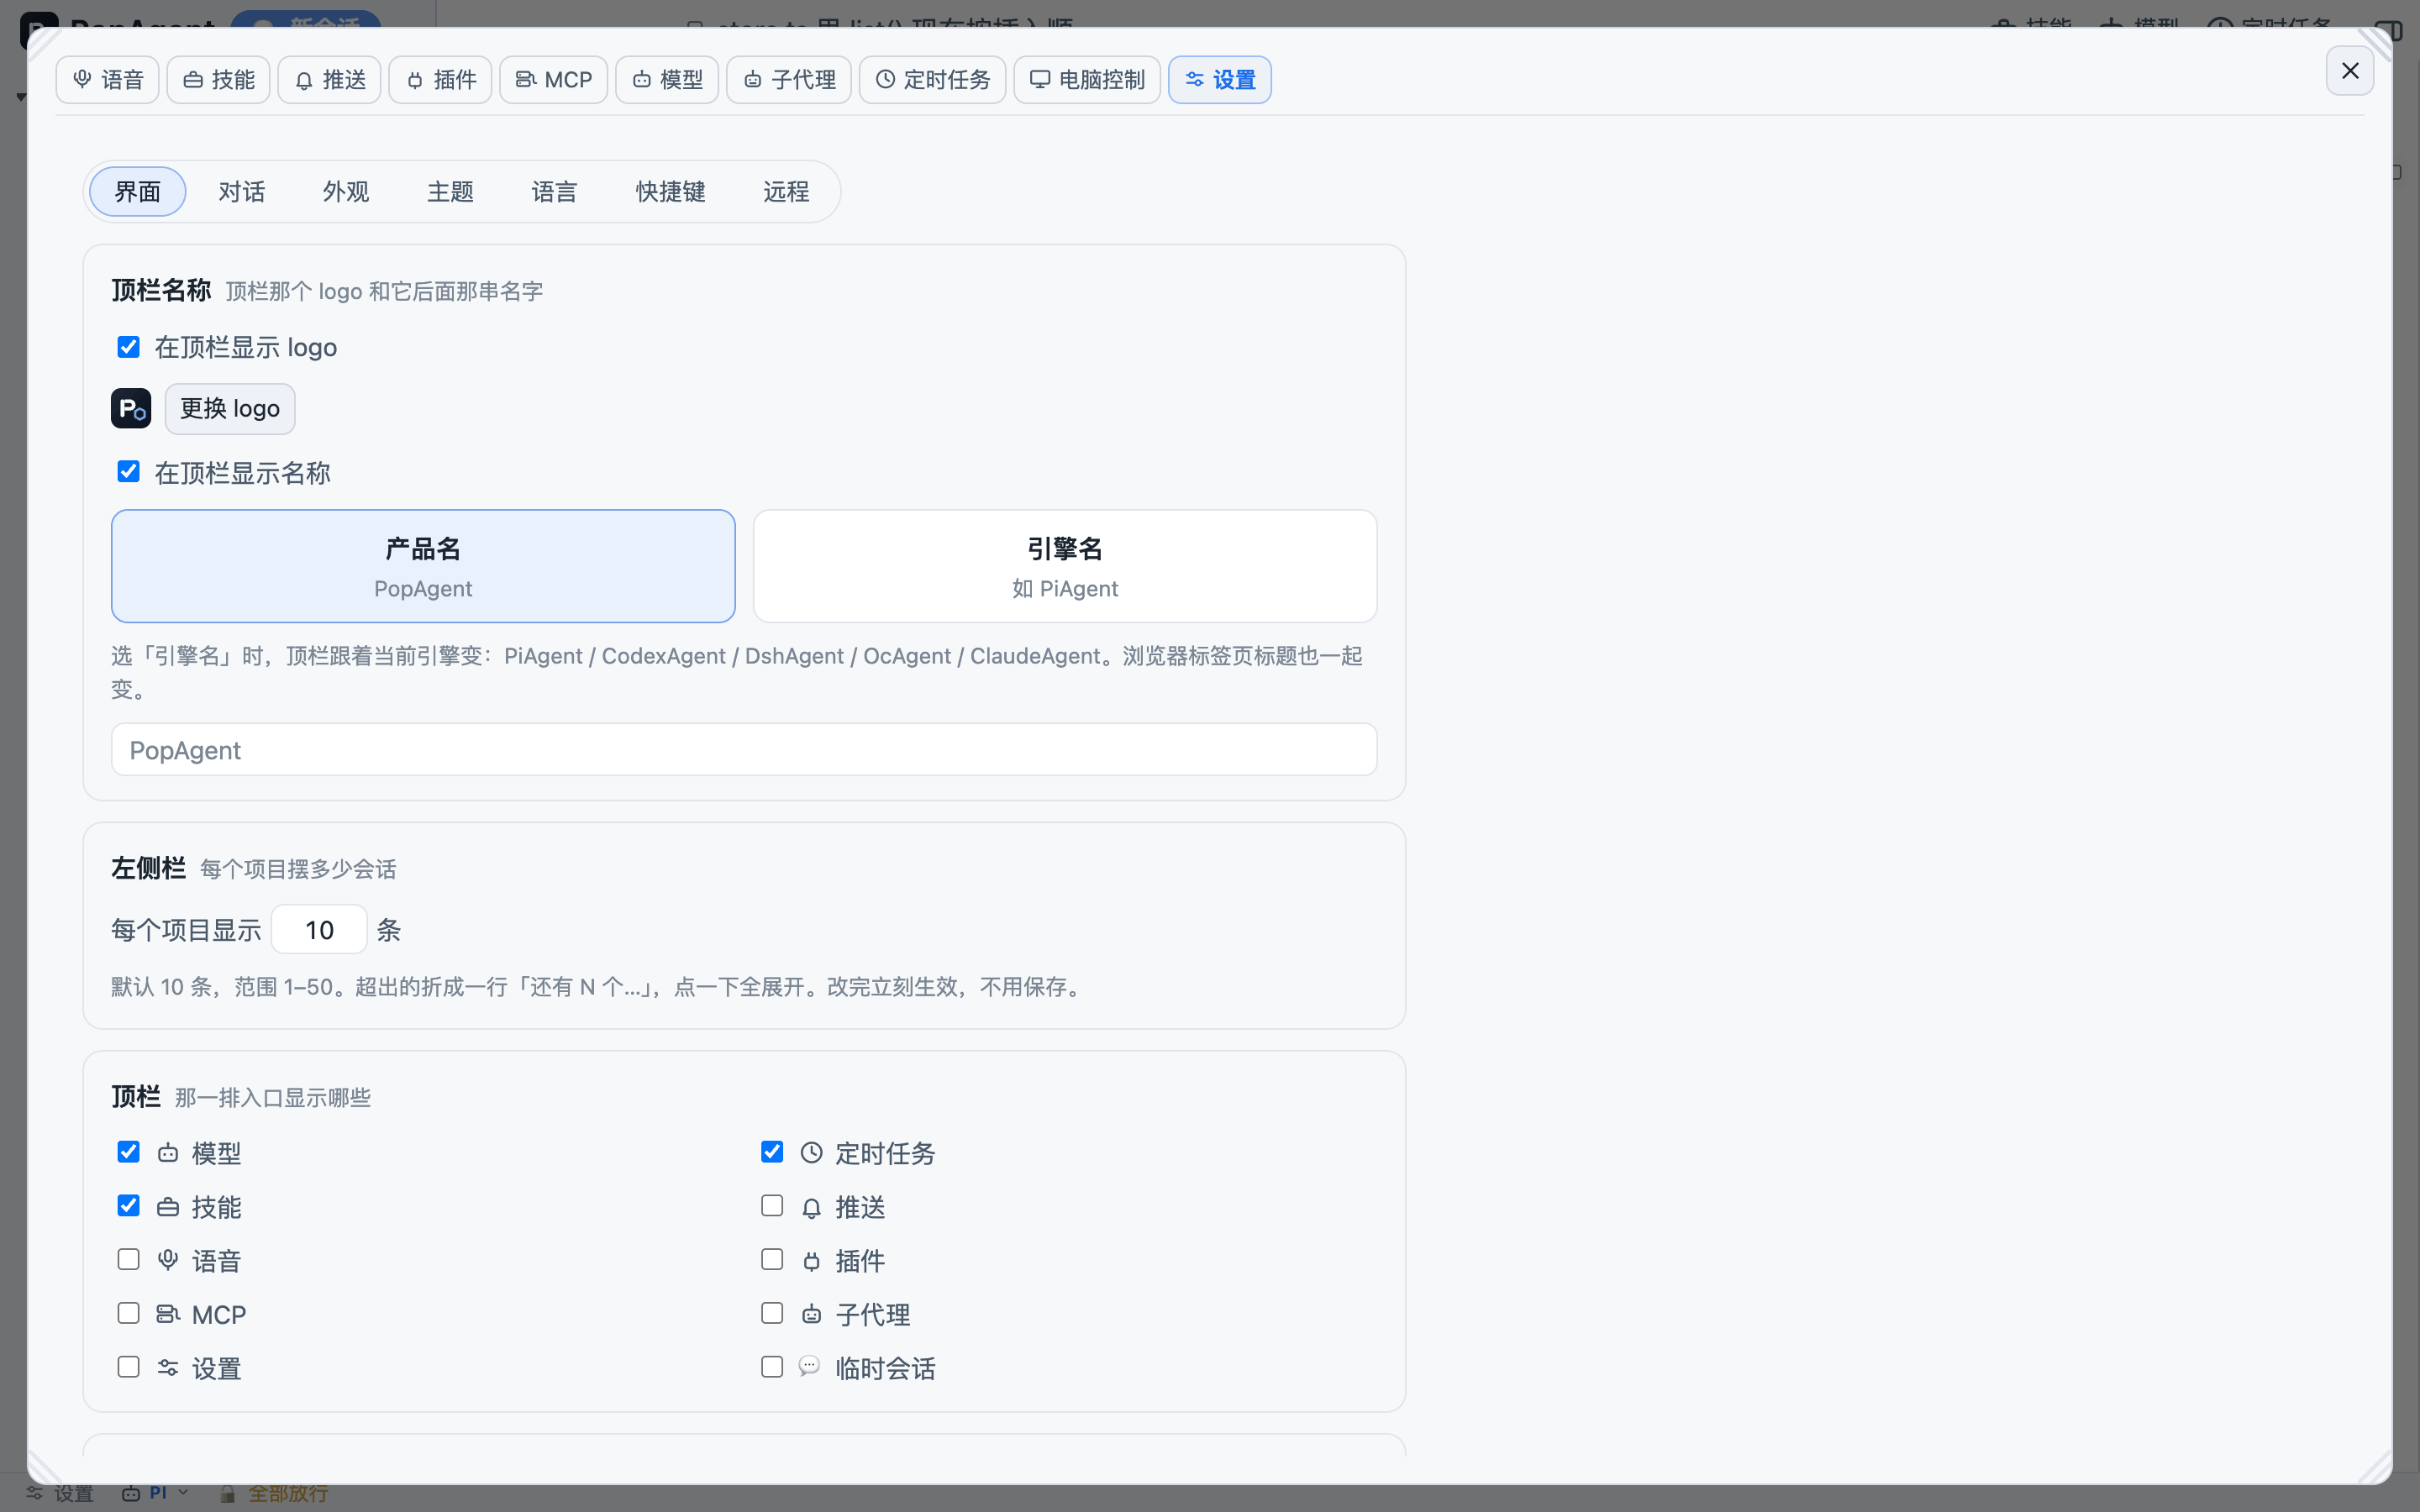 语音 技能 推送 插件 MCP 模型 子代理 定时任务 电脑控制 设置
界面 对话 外观 主题 语言 快捷键 远程
顶栏名称 顶栏那个 logo 和它后面那串名字
在顶栏显示 logo
更换 logo
在顶栏显示名称
产品名
PopAgent
引擎名
如 PiAgent
选「引擎名」时，顶栏跟着当前引擎变：PiAgent / CodexAgent / DshAgent / OcAgent / ClaudeAgent。浏览器标签页标题也一起
变。
PopAgent
左侧栏 每个项目摆多少会话
每个项目显示 10 条
默认 10 条，范围 1–50。超出的折成一行「还有 N 个…」，点一下全展开。改完立刻生效，不用保存。
顶栏 那一排入口显示哪些
模型 定时任务
技能 推送
语音 插件
MCP 子代理
设置 临时会话
设置 PI 全部放行